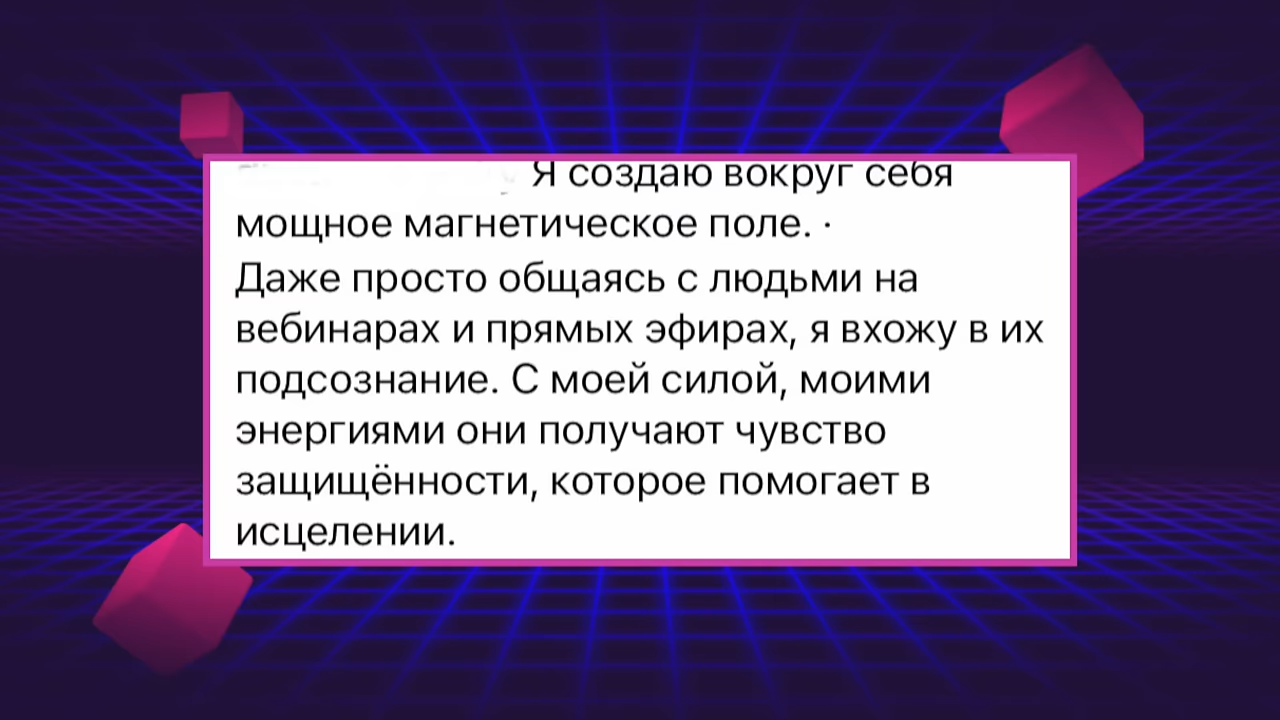 Я создаю вокруг себя
мощное магнетическое поле. ·
Даже просто общаясь с людьми на
вебинарах и прямых эфирах, я вхожу в их
подсознание. С моей силой, моими
энергиями они получают чувство
защищённости, которое помогает в
исцелении.